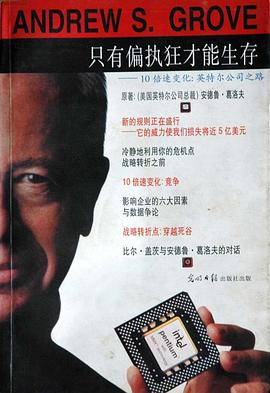 ANDREW S. GROVE
只有偏执狂才能生存
——10倍速变化：英特尔公司之路
原著：(美国英特尔公司总裁) 安德鲁·葛洛夫
新的规则正在盛行
——它的威力使我们损失将近5亿美元
冷静地利用你的危机点
战略转折之前
10倍速变化：竞争
影响企业的六大因素
与数据争论
战略转折点：穿越死谷
比尔·盖茨与安德鲁·葛洛夫的对话
光明日报出版社出版
intel
pentium